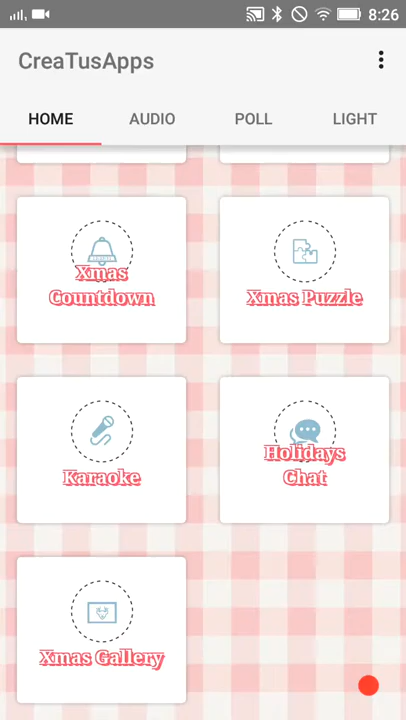 8:26
CreaTusApps
HOME
AUDIO
POLL
LIGHT
Xmas
Countdown
Xmas Puzzle
Karaoke
Holidays
Chat
Xmas Gallery